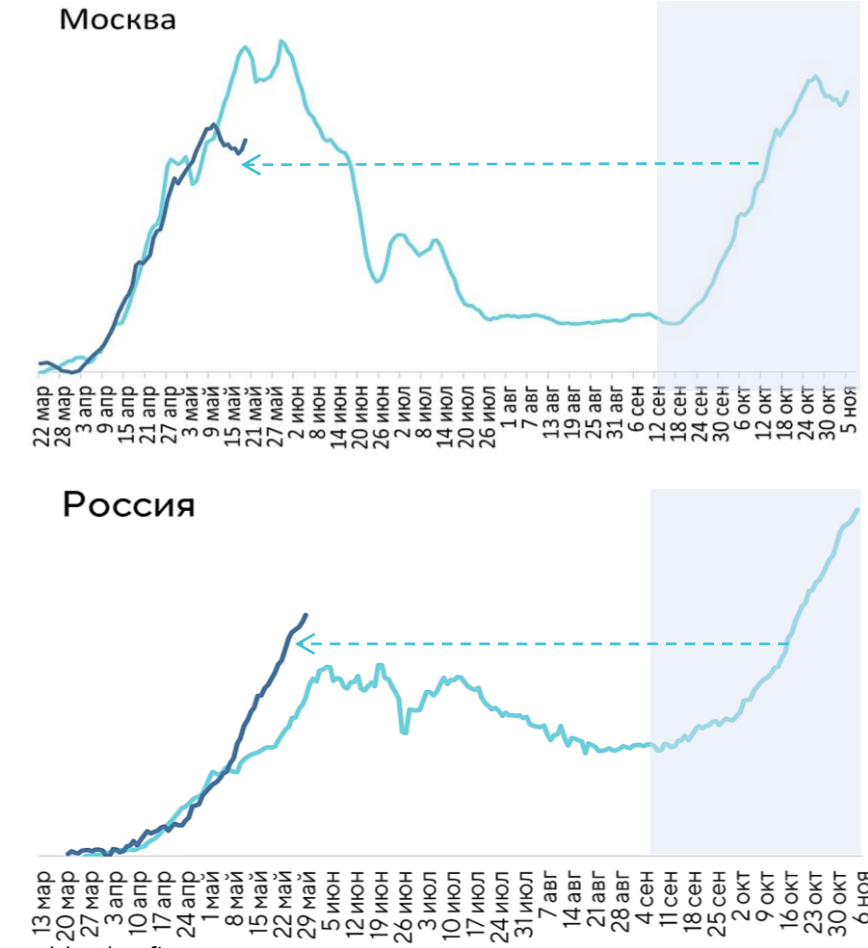 Москва
22 мар
28 мар
3 апр
9 апр
15 апр
21 апр
27 апр
3 май
9 май
15 май
21 май
27 май
2 июн
8 июн
14 июн
20 июн
26 июн
2 июл
8 июл
14 июл
20 июл
26 июл
1 авг
7 авг
13 авг
19 авг
25 авг
31 авг
6 сен
12 сен
18 сен
24 сен
30 сен
6 окт
12 окт
18 окт
24 окт
30 окт
5 ноя
Россия
13 мар
20 мар
27 мар
3 апр
10 апр
17 апр
24 апр
1 май
8 май
15 май
22 май
29 май
5 июн
12 июн
19 июн
26 июн
3 июл
10 июл
17 июл
24 июл
31 июл
7 авг
14 авг
21 авг
28 авг
4 сен
11 сен
18 сен
25 сен
2 окт
9 окт
16 окт
23 окт
30 окт
6 ноя